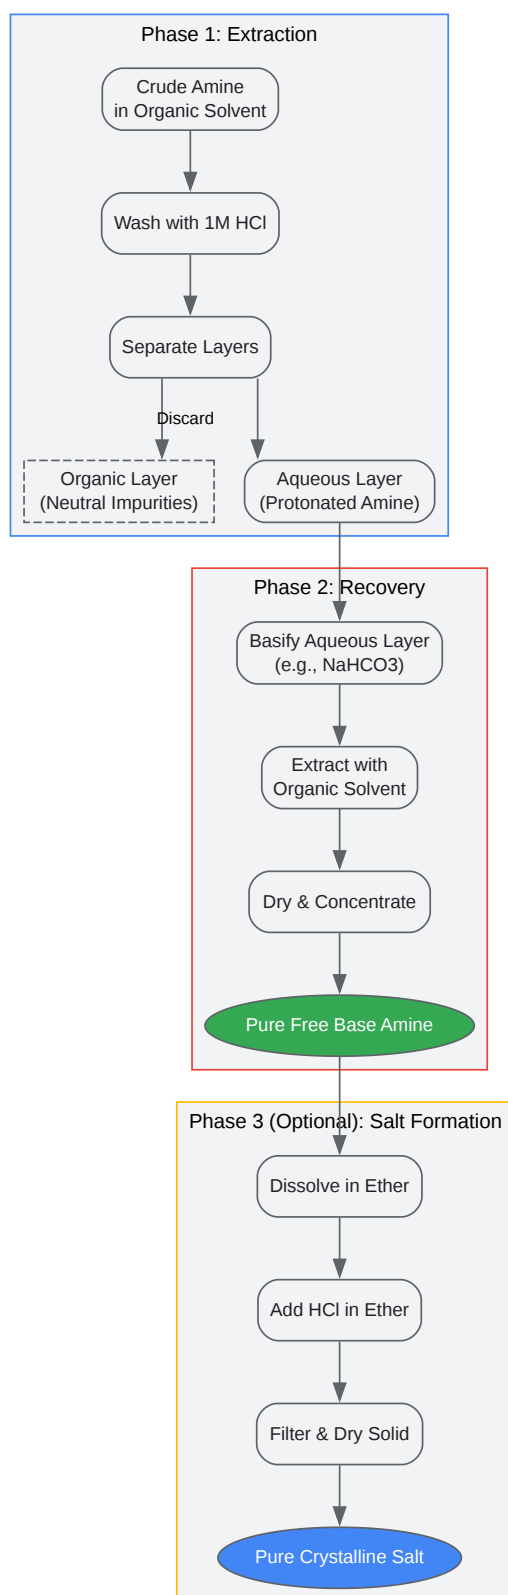 Phase 1: Extraction
Crude Amine
in Organic Solvent
Wash with 1M HCl
Separate Layers
Discard
Organic Layer
(Neutral Impurities)
Aqueous Layer
(Protonated Amine)
Phase 2: Recovery
Basify Aqueous Layer
(e.g., NaHCO3)
Extract with
Organic Solvent
Dry & Concentrate
Pure Free Base Amine
Phase 3 (Optional): Salt Formation
Dissolve in Ether
Add HCl in Ether
Filter & Dry Solid
Pure Crystalline Salt